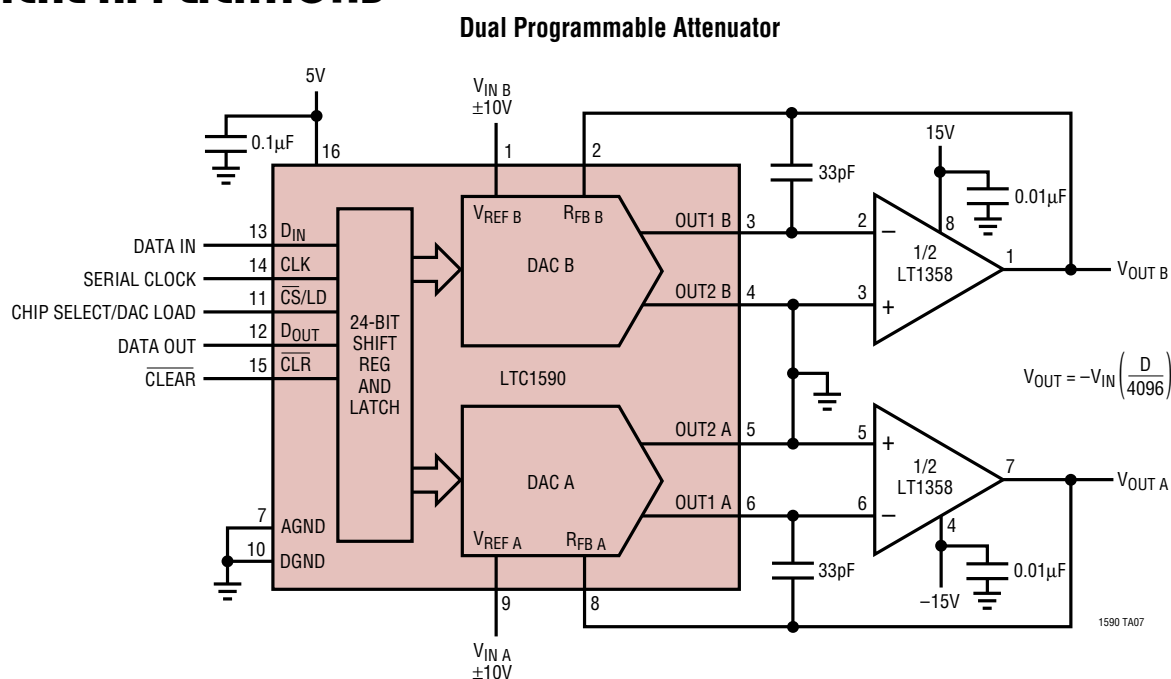 Dual Programmable Attenuator
5V
0.1µF
16
V_IN B
±10V
1
2
33pF
15V
0.01µF
8
V_REF B
R_FB B
DAC B
OUT1 B
3
OUT2 B
4
2
−
3
+
1/2
LT1358
1
V_OUT B
DATA IN
13
D_IN
SERIAL CLOCK
14
CLK
CHIP SELECT/DAC LOAD
11
C̅S̅/LD
DATA OUT
12
D_OUT
C̅L̅E̅A̅R̅
15
C̅L̅R̅
24-BIT
SHIFT
REG
AND
LATCH
LTC1590
V_OUT = −V_IN (D/4096)
DAC A
OUT2 A
5
OUT1 A
6
5
+
6
−
1/2
LT1358
7
V_OUT A
4
−15V
0.01µF
33pF
7
AGND
10
DGND
V_REF A
R_FB A
9
8
V_IN A
±10V
1590 TA07